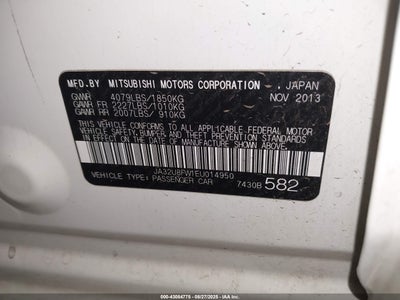 MFD.BY MITSUBISHI MOTORS CORPORATION , JAPAN
GVWR 4079LBS/1850KG NOV 2013
GAWR FR 2227LBS/1010KG
GAWR RR 2007LBS/ 910KG
THIS VEHICLE CONFORMS TO ALL APPLICABLE FEDERAL MOTOR
VEHICLE SAFETY, BUMPER, AND THEFT PREVENTION STANDARDS
IN EFFECT ON THE DATE OF MANUFACTURE SHOWN ABOVE.
JA32U8FW1EU014950
VEHICLE TYPE: PASSENGER CAR 7430B 582
000-43084775 - 08/27/2025 - IAAI.COM